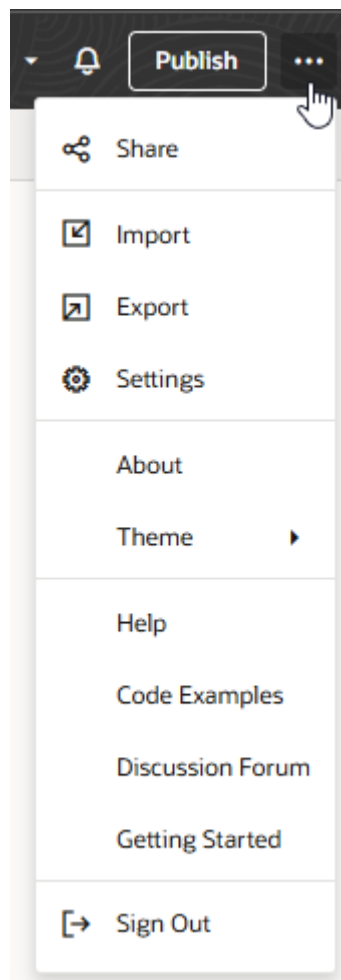 Publish
Share
Import
Export
Settings
About
Theme
Help
Code Examples
Discussion Forum
Getting Started
Sign Out